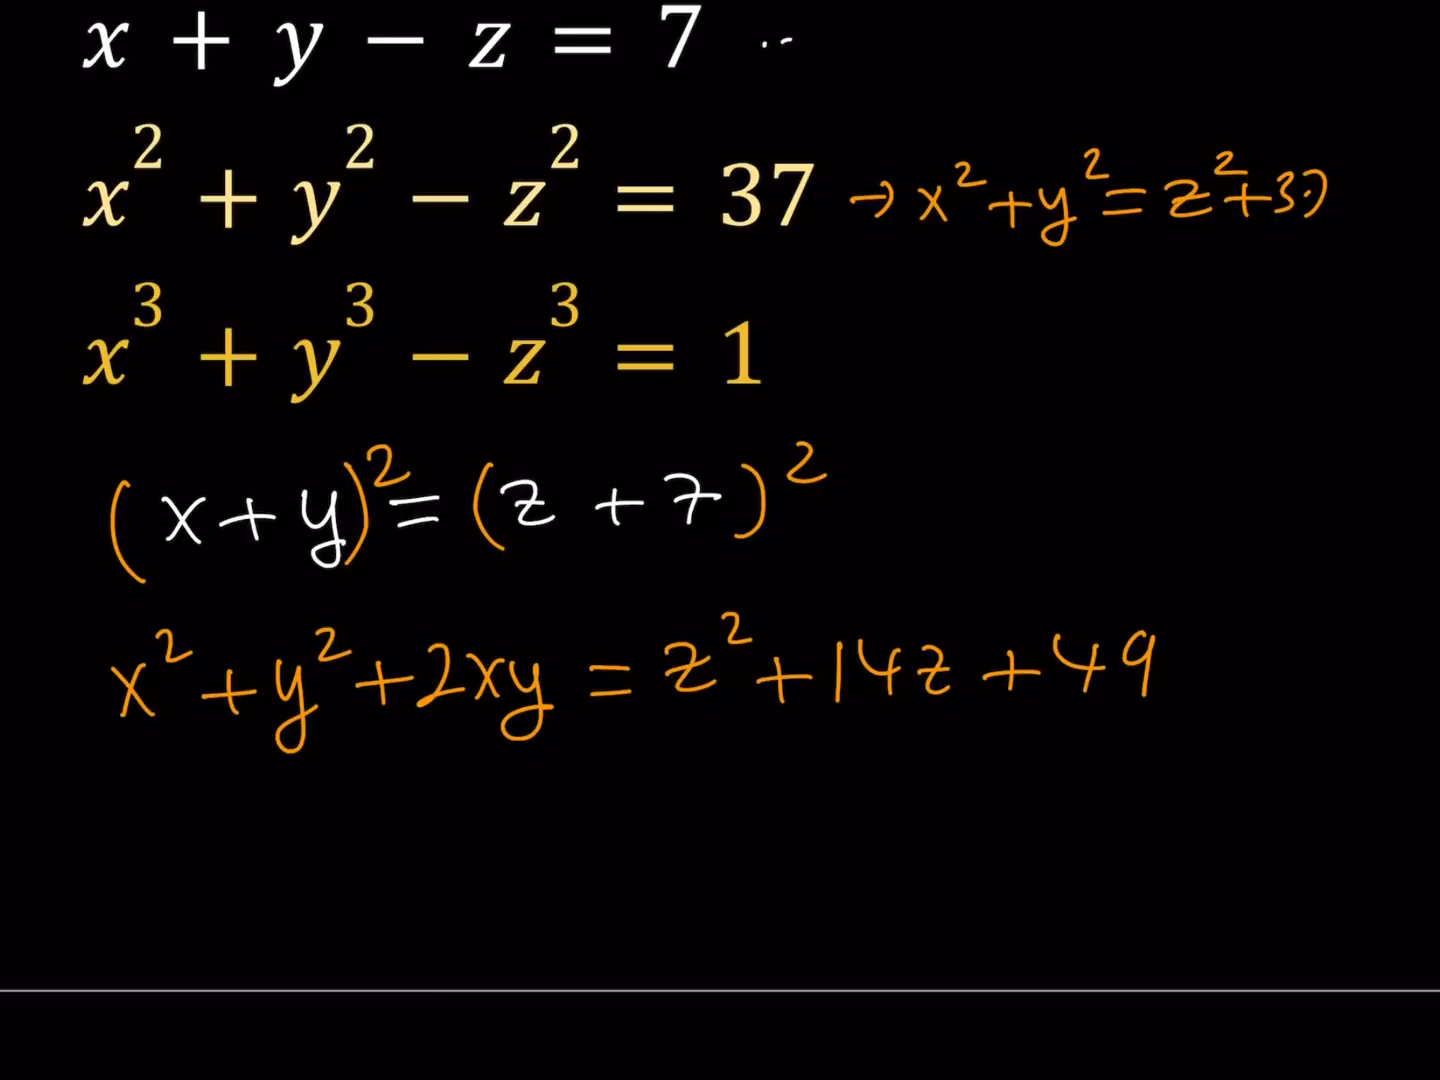 x + y − z = 7
x² + y² − z² = 37 → x² + y² = z² + 37
x³ + y³ − z³ = 1
(x + y)² = (z + 7)²
x² + y² + 2xy = z² + 14z + 49